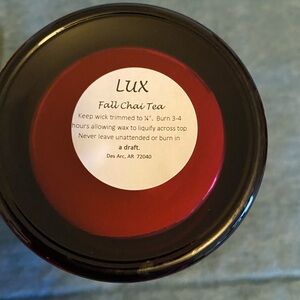 LUX
Fall Chai Tea
Keep wick trimmed to ¼". Burn 3-4
hours allowing wax to liquify across top
Never leave unattended or burn in
a draft.
Des Arc, AR 72040